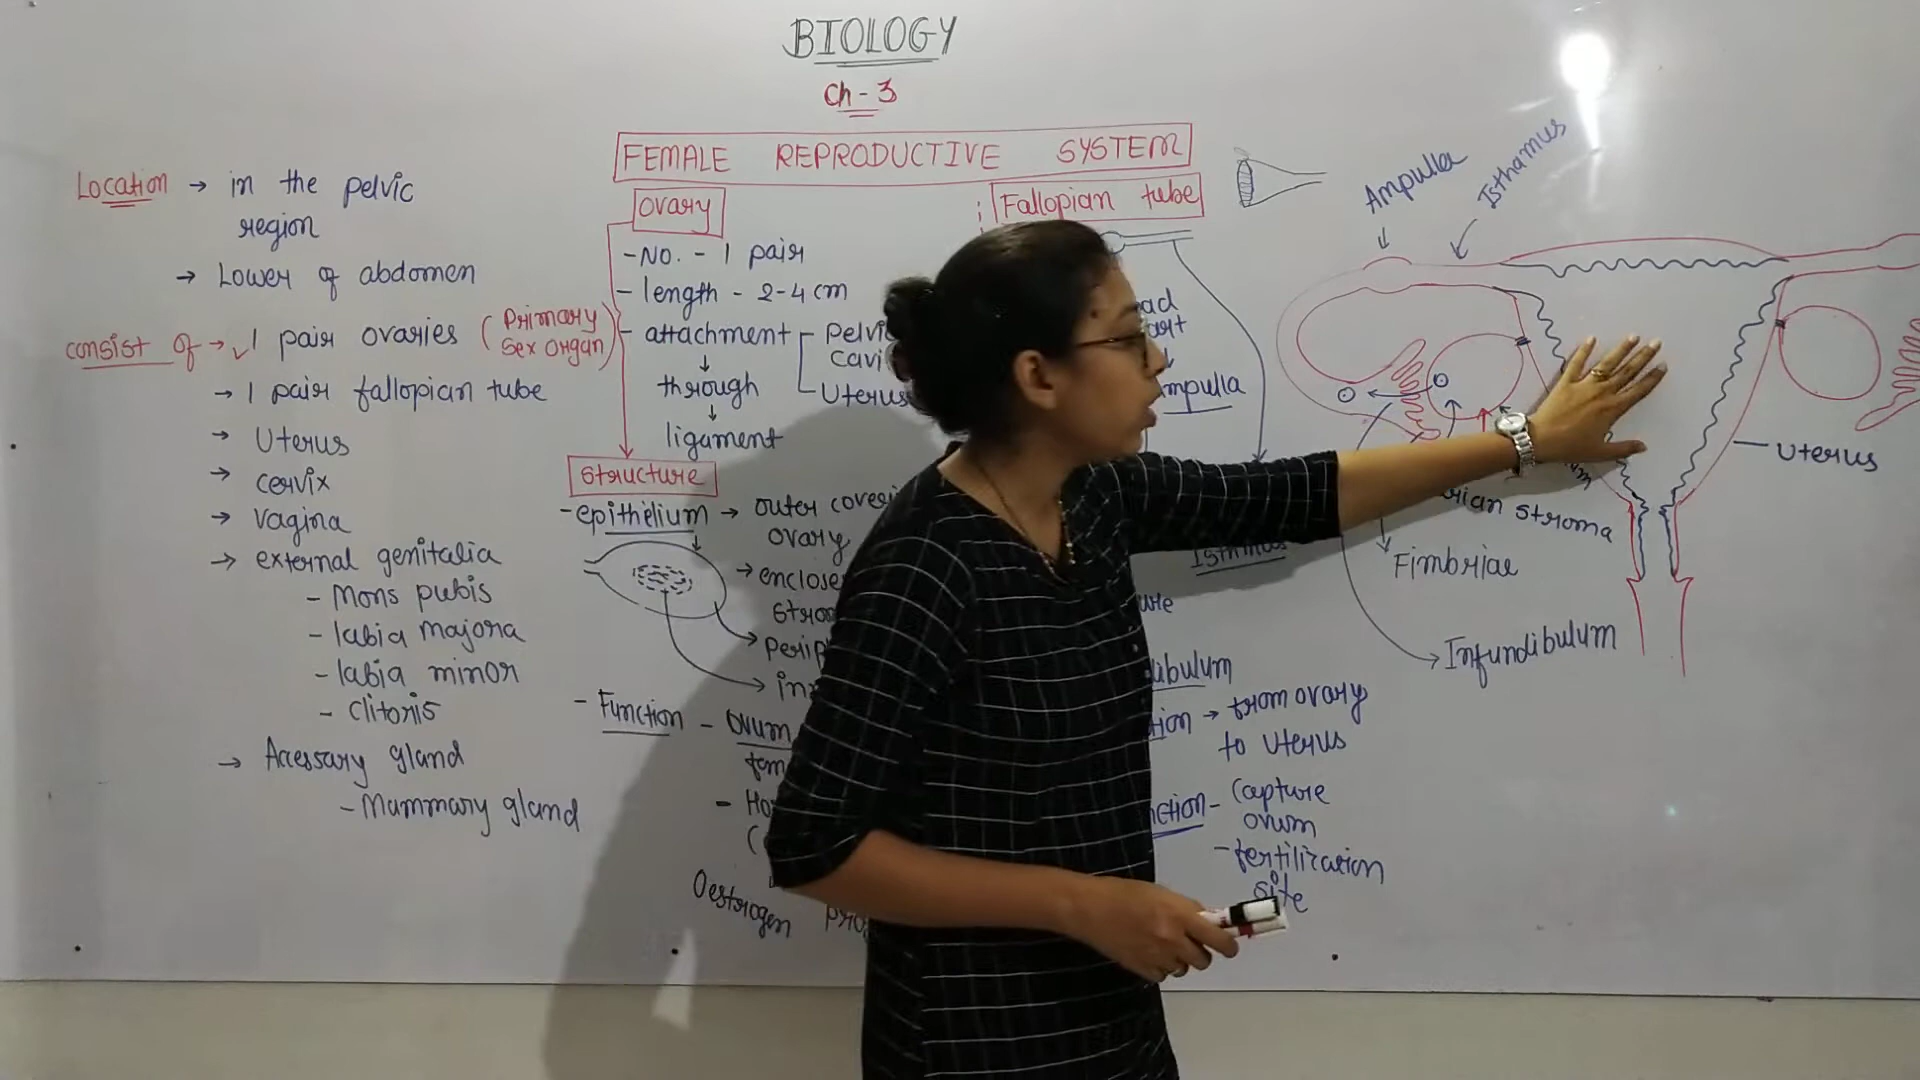 BIOLOGY
Ch - 3
FEMALE REPRODUCTIVE SYSTEM
Location → in the pelvic
region
→ Lower of abdomen
consist of → ✓ 1 pair ovaries (Primary
Sex organ)
→ 1 pair fallopian tube
→ Uterus
→ cervix
→ vagina
→ external genitalia
- Mons pubis
- labia majora
- labia minor
- clitoris
→ Accessary gland
- Mammary gland
Ovary
- No. - 1 pair
- length - 2-4 cm
- attachment
Uterus
↓
through
↓
ligament
Structure
- epithelium → outer
ovary
→
- Function - Ovum
Oestrogen
Fallopian tube
→ from ovary
to uterus
- Capture
ovum
- fertilization
site
Ampulla
Isthamus
Uterus
stroma
Fimbriae
Infundibulum